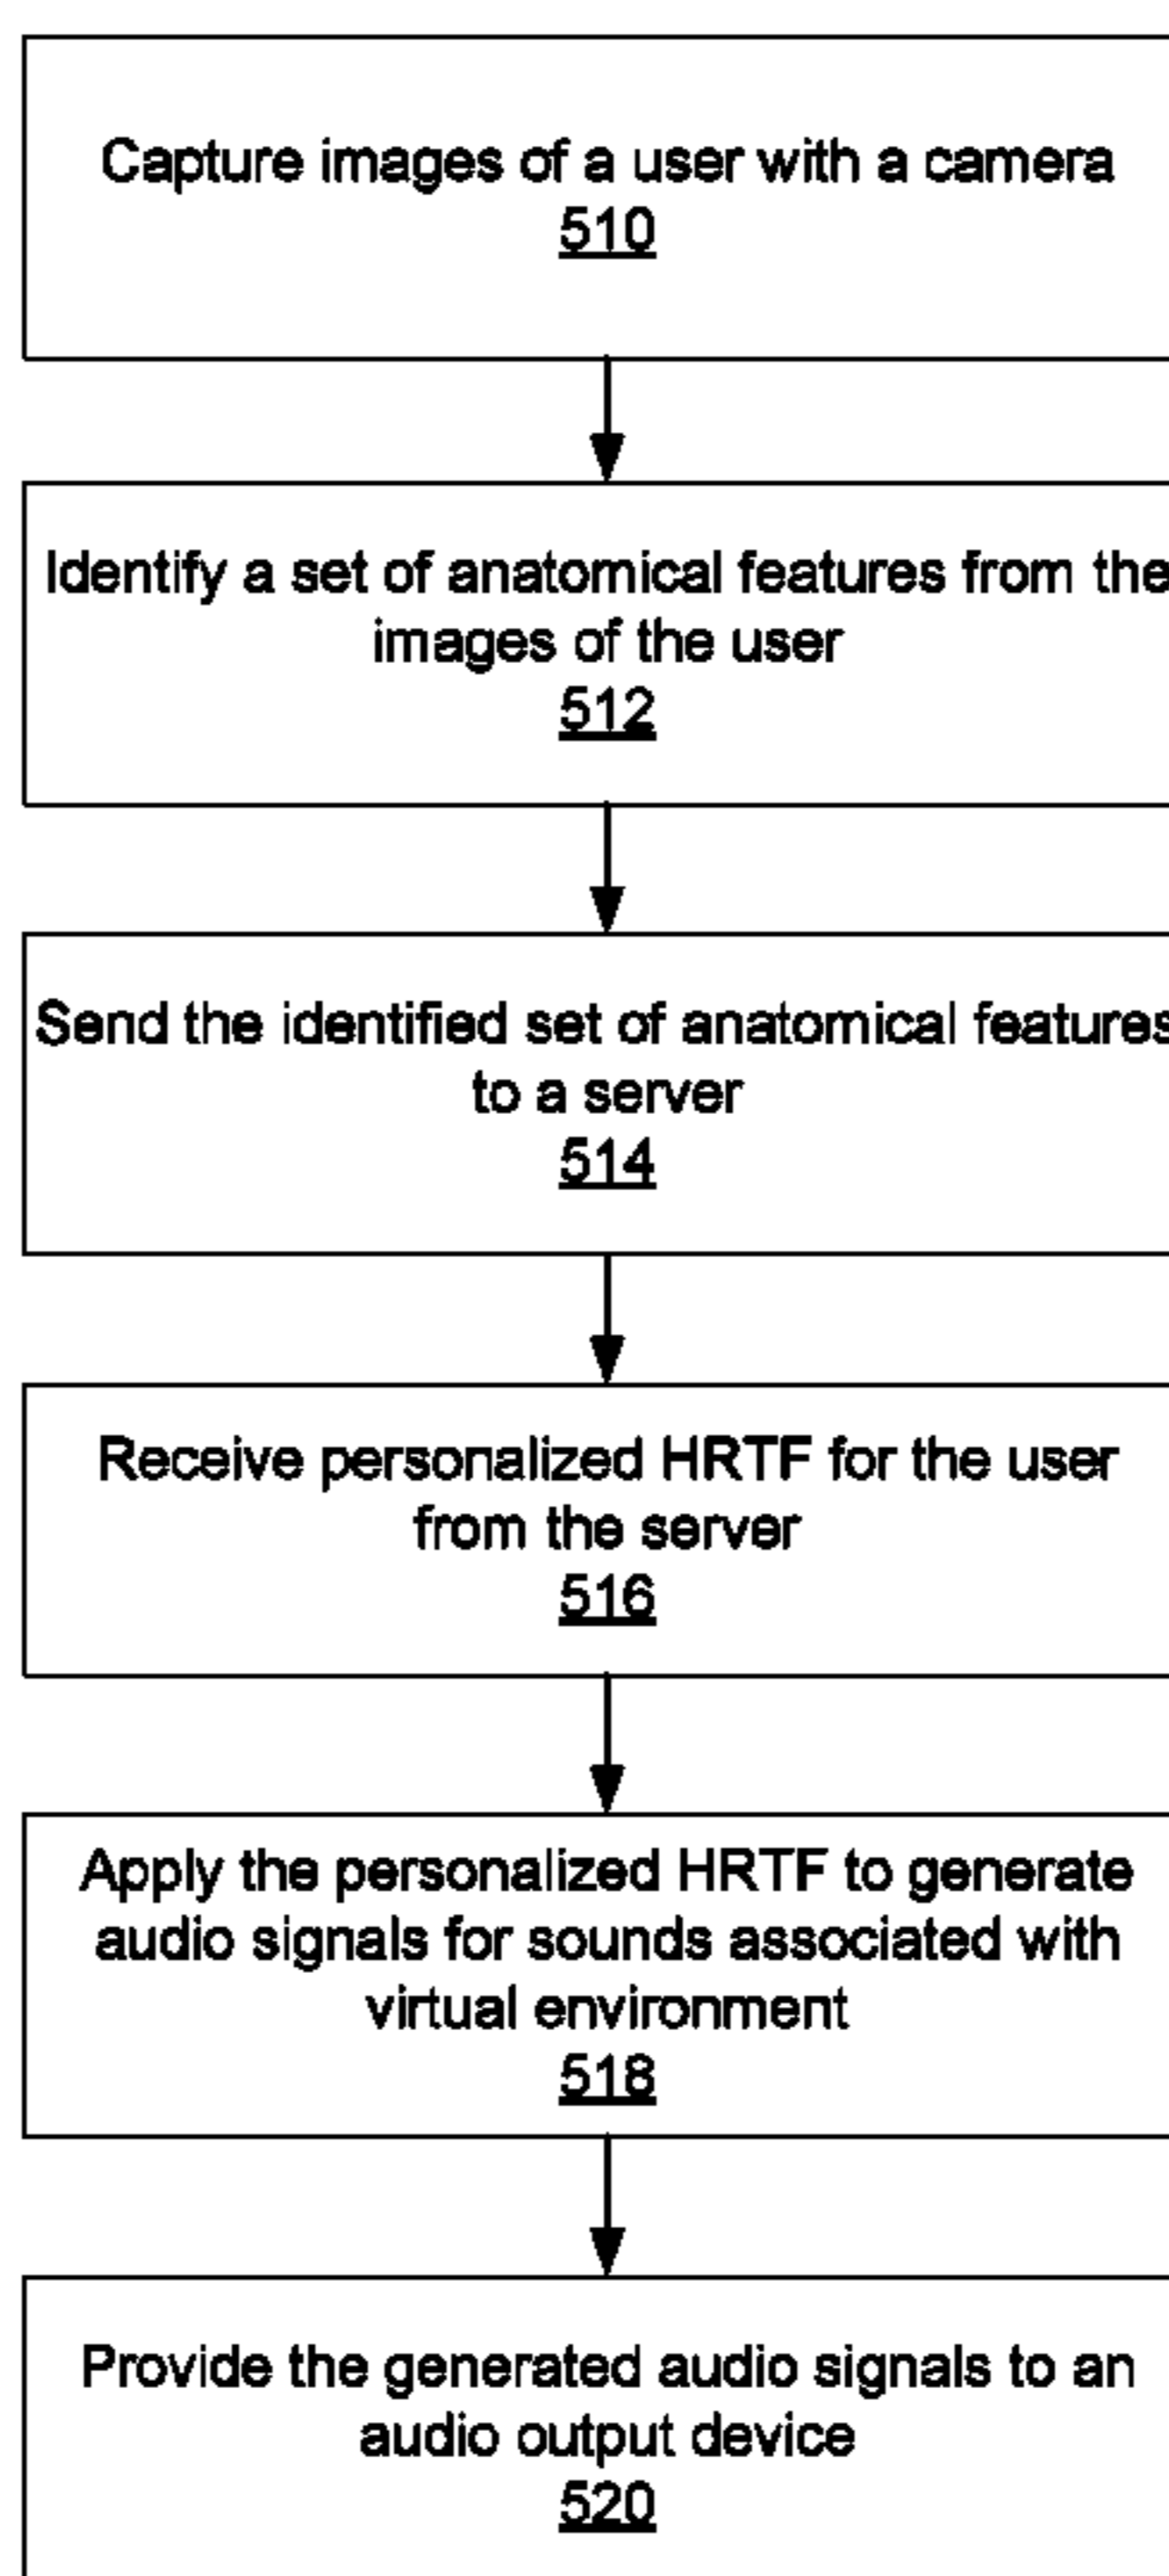 Capture images of a user with a camera
510
Identify a set of anatomical features from the
images of the user
512
Send the identified set of anatomical features
to a server
514
Receive personalized HRTF for the user
from the server
516
Apply the personalized HRTF to generate
audio signals for sounds associated with
virtual environment
518
Provide the generated audio signals to an
audio output device
520